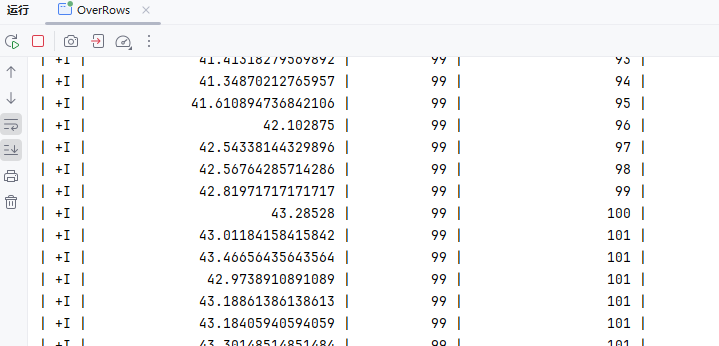 运行 OverRows
| +I | 41.41318279569892 | 99 | 93 |
| +I | 41.34870212765957 | 99 | 94 |
| +I | 41.610894736842106 | 99 | 95 |
| +I | 42.102875 | 99 | 96 |
| +I | 42.54338144329896 | 99 | 97 |
| +I | 42.56764285714286 | 99 | 98 |
| +I | 42.81971717171717 | 99 | 99 |
| +I | 43.28528 | 99 | 100 |
| +I | 43.01184158415842 | 99 | 101 |
| +I | 43.46656435643564 | 99 | 101 |
| +I | 42.9738910891089 | 99 | 101 |
| +I | 43.18861386138613 | 99 | 101 |
| +I | 43.18405940594059 | 99 | 101 |
| +I | 43.30148514851484 | 99 | 101 |